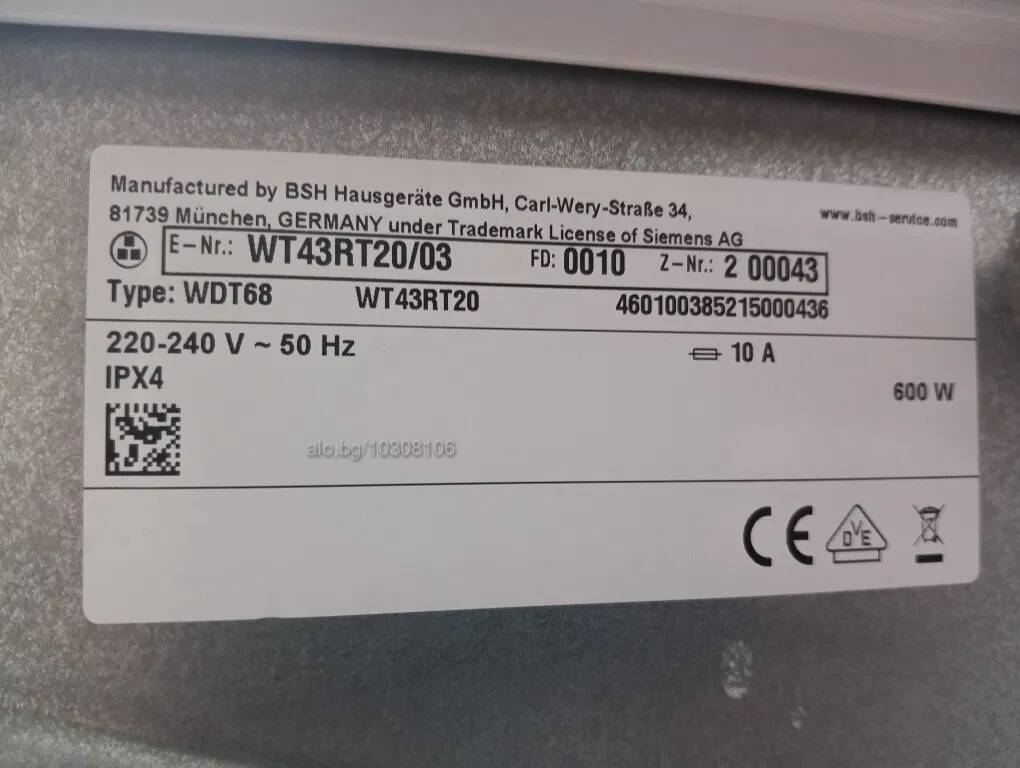 Manufactured by BSH Hausgeräte GmbH, Carl-Wery-Straße 34,
81739 München, GERMANY under Trademark License of Siemens AG
www.bsh-service.com
E-Nr.: WT43RT20/03 FD: 0010 Z-Nr.: 2 00043
Type: WDT68 WT43RT20 460100385215000436
220-240 V ~ 50 Hz 10 A
IPX4
600 W
alo.bg/10308106
CE DVE